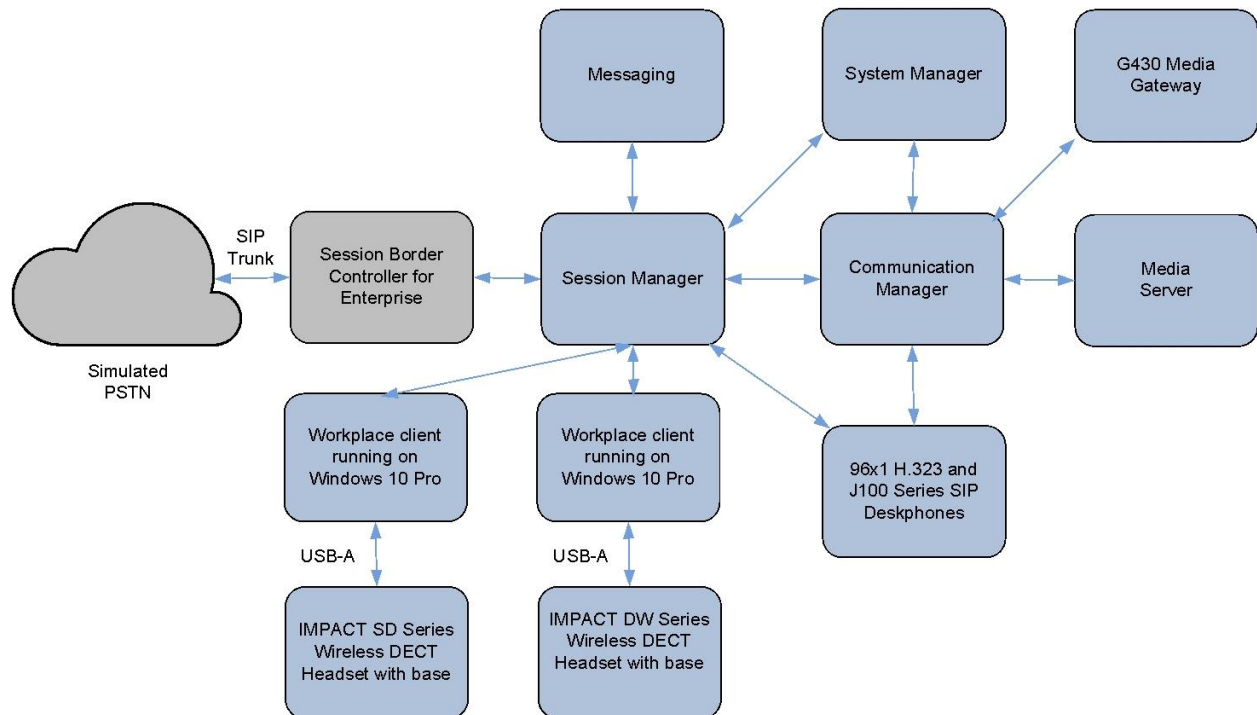 Messaging
System Manager
G430 Media
Gateway
SIP
Trunk
Session Border
Controller for
Enterprise
Session Manager
Communication
Manager
Media
Server
Simulated
PSTN
Workplace client
running on
Windows 10 Pro
Workplace client
running on
Windows 10 Pro
96x1 H.323 and
J100 Series SIP
Deskphones
USB-A
USB-A
IMPACT SD Series
Wireless DECT
Headset with base
IMPACT DW Series
Wireless DECT
Headset with base